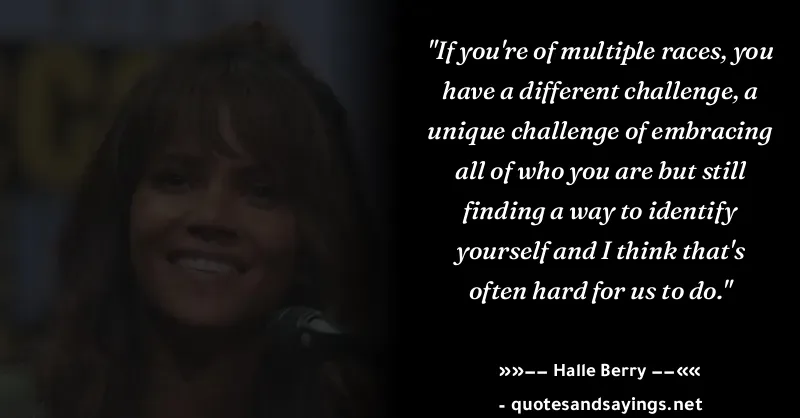 "If you're of multiple races, you
have a different challenge, a
unique challenge of embracing
all of who you are but still
finding a way to identify
yourself and I think that's
often hard for us to do."
»»—— Halle Berry ——««
- quotesandsayings.net